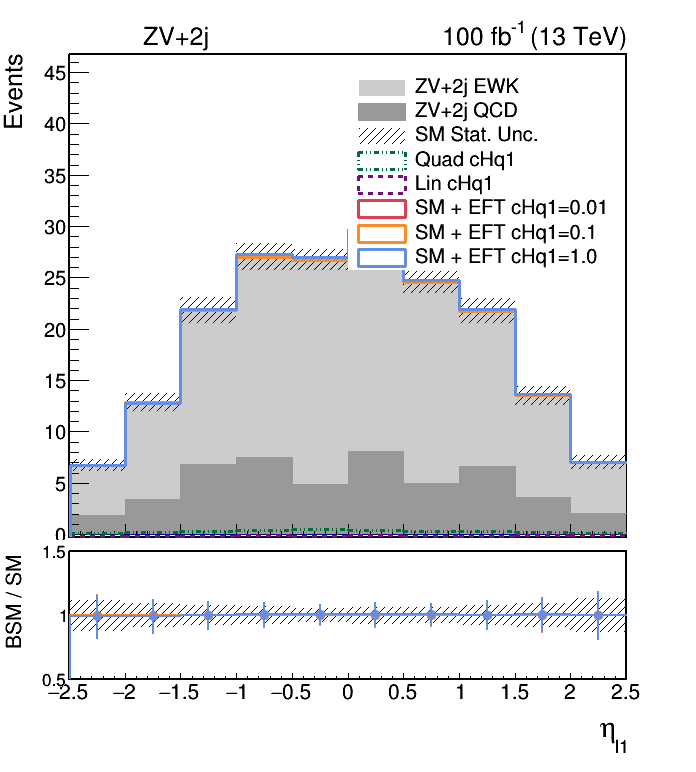 ZV+2j 100 fb⁻¹ (13 TeV)
Events
45
40
35
30
25
20
15
10
5
0
ZV+2j EWK
ZV+2j QCD
SM Stat. Unc.
Quad cHq1
Lin cHq1
SM + EFT cHq1=0.01
SM + EFT cHq1=0.1
SM + EFT cHq1=1.0
BSM / SM
1.5
1
0.5
−2.5 −2 −1.5 −1 −0.5 0 0.5 1 1.5 2 2.5
η l1